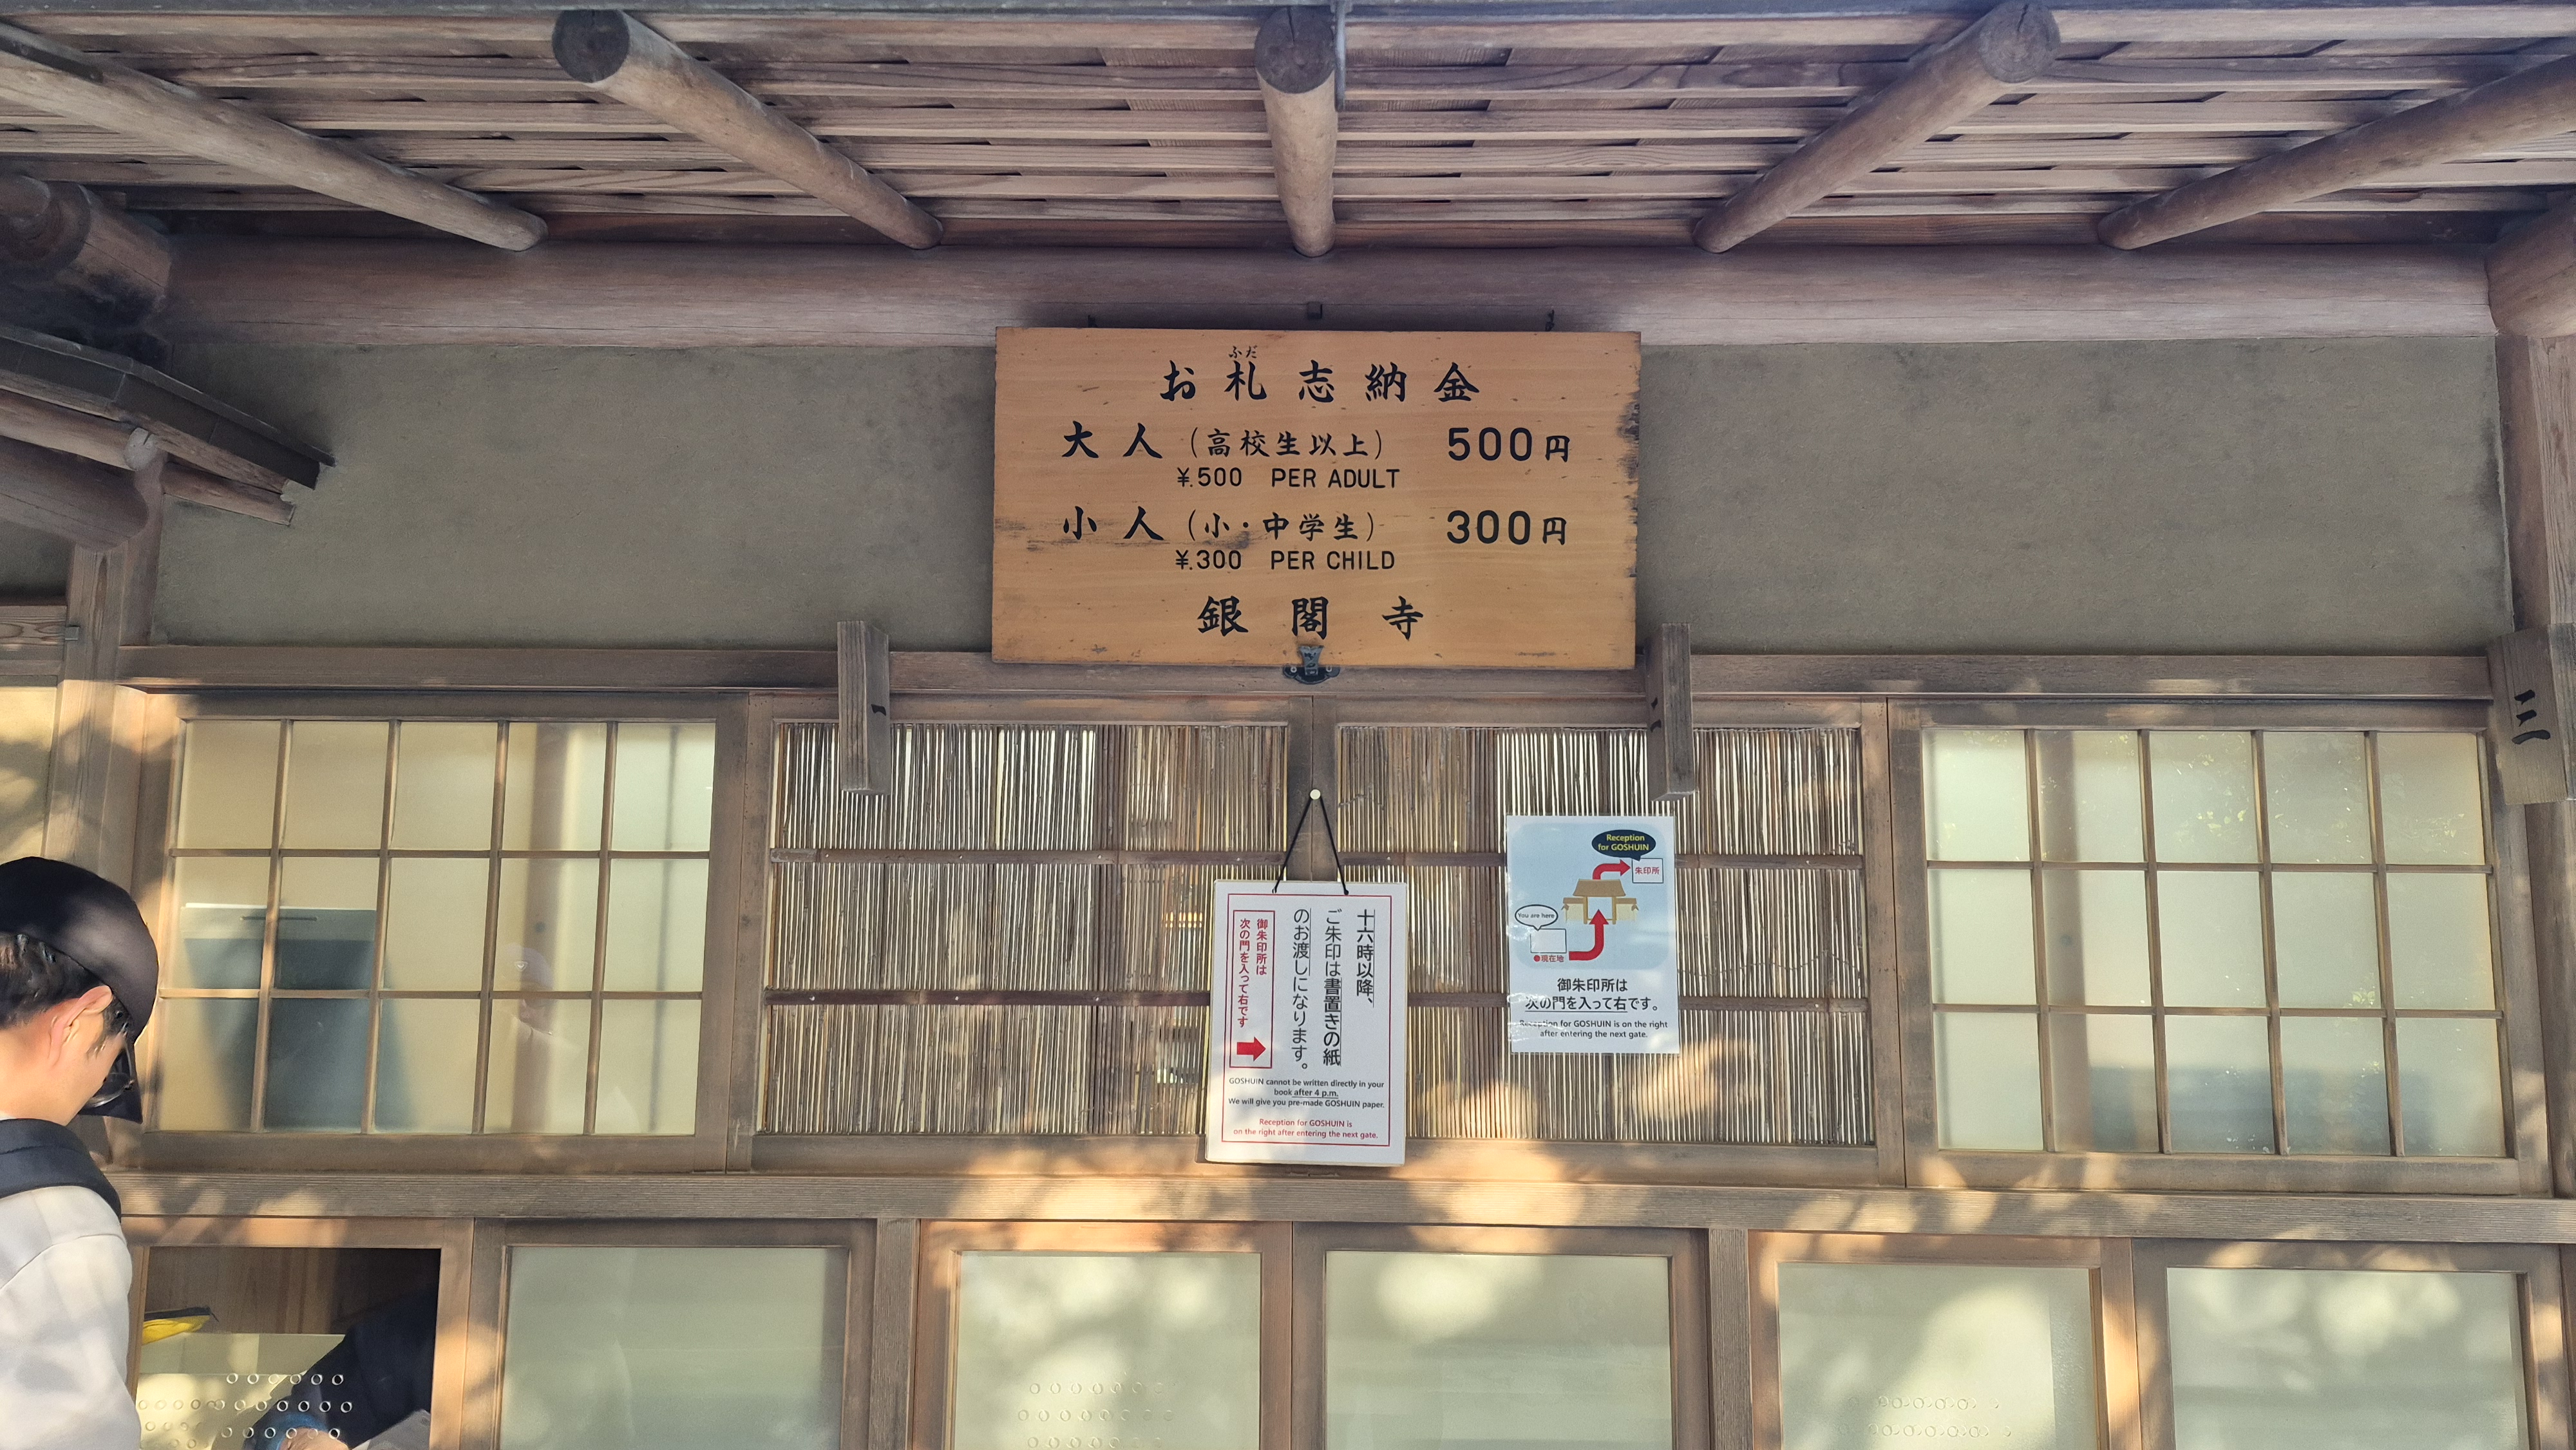 ふだ
お札志納金
大人(高校生以上) 500円
¥.500 PER ADULT
小人(小・中学生) 300円
¥.300 PER CHILD
銀閣寺
三
十六時以降、
ご朱印は書置きの紙
のお渡しになります。
御朱印所は
次の門を入って右です
GOSHUIN cannot be written directly in your
book after 4 p.m.
We will give you pre-made GOSHUIN paper.
Reception for GOSHUIN is
on the right after entering the next gate.
Reception
for GOSHUIN
朱印所
You are here
●現在地
御朱印所は
次の門を入って右です。
Reception for GOSHUIN is on the right
after entering the next gate.